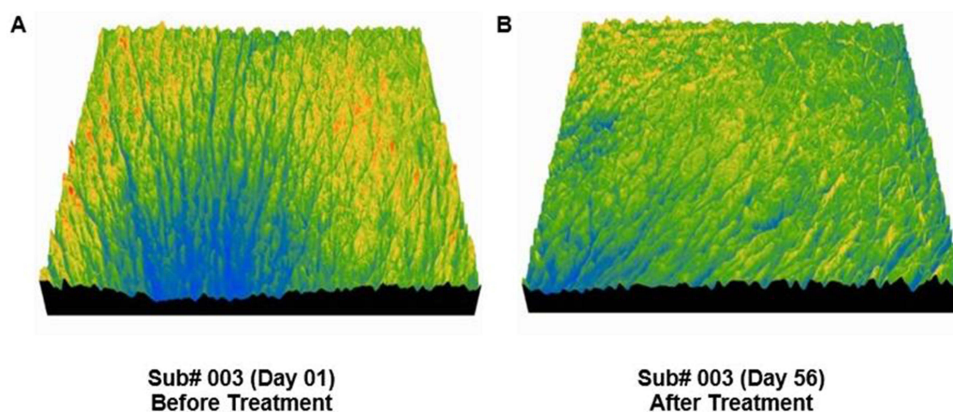 A
B
Sub# 003 (Day 01)
Before Treatment
Sub# 003 (Day 56)
After Treatment